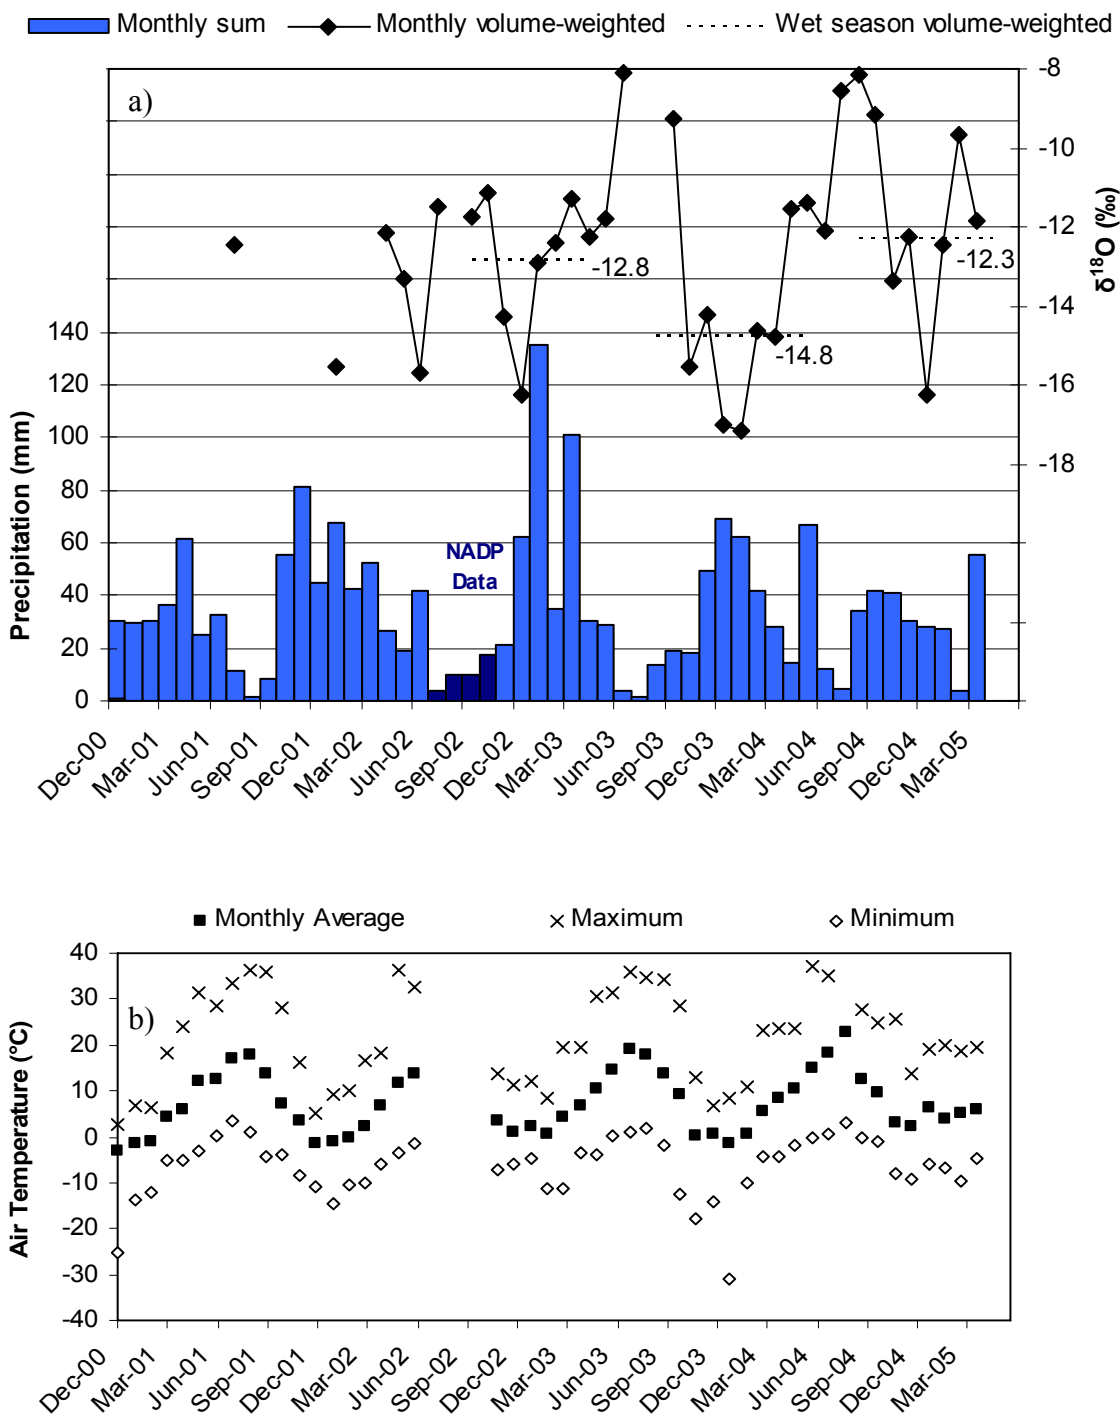 Monthly sum Monthly volume-weighted Wet season volume-weighted
a)
-8
-10
-12
-14
-16
-18
δ18O (‰)
-12.8
-14.8
-12.3
140
120
100
80
60
40
20
0
Precipitation (mm)
NADP
Data
Dec-00 Mar-01 Jun-01 Sep-01 Dec-01 Mar-02 Jun-02 Sep-02 Dec-02 Mar-03 Jun-03 Sep-03 Dec-03 Mar-04 Jun-04 Sep-04 Dec-04 Mar-05
Monthly Average Maximum Minimum
b)
40
30
20
10
0
-10
-20
-30
-40
Air Temperature (°C)
Dec-00 Mar-01 Jun-01 Sep-01 Dec-01 Mar-02 Jun-02 Sep-02 Dec-02 Mar-03 Jun-03 Sep-03 Dec-03 Mar-04 Jun-04 Sep-04 Dec-04 Mar-05